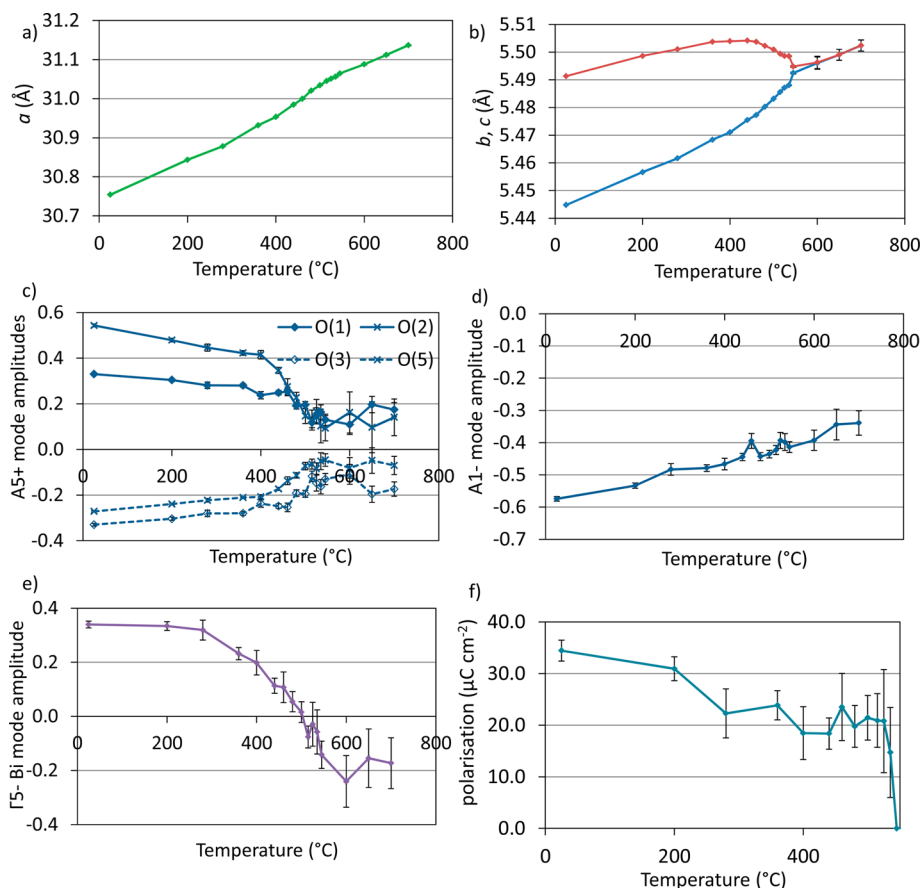 a)
31.2
31.1
31.0
30.9
30.8
30.7
a (Å)
0 200 400 600 800
Temperature (°C)
b)
5.51
5.50
5.49
5.48
5.47
5.46
5.45
5.44
b, c (Å)
0 200 400 600 800
Temperature (°C)
c)
0.6
0.4
0.2
0.0
-0.2
-0.4
A5+ mode amplitudes
O(1) O(2)
O(3) O(5)
0 100 200 300 400 500 600 700 800
Temperature (°C)
d)
0.0
-0.1
-0.2
-0.3
-0.4
-0.5
-0.6
-0.7
A1- mode amplitude
0 200 400 600 800
Temperature (°C)
e)
0.4
0.2
0.0
-0.2
-0.4
Γ5- Bi mode amplitude
0 200 400 600 800
Temperature (°C)
f)
40.0
30.0
20.0
10.0
0.0
polarisation (μC cm⁻²)
0 200 400
Temperature (°C)